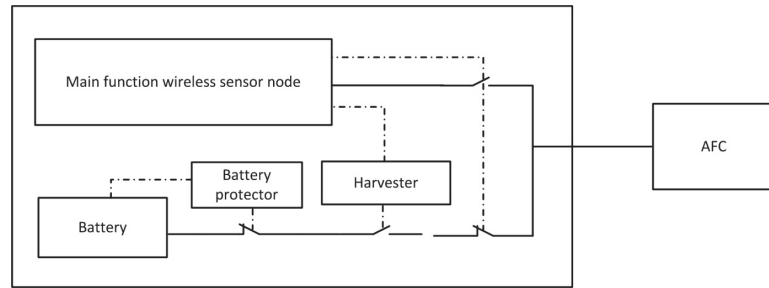 Main function wireless sensor node
AFC
Battery
protector
Harvester
Battery